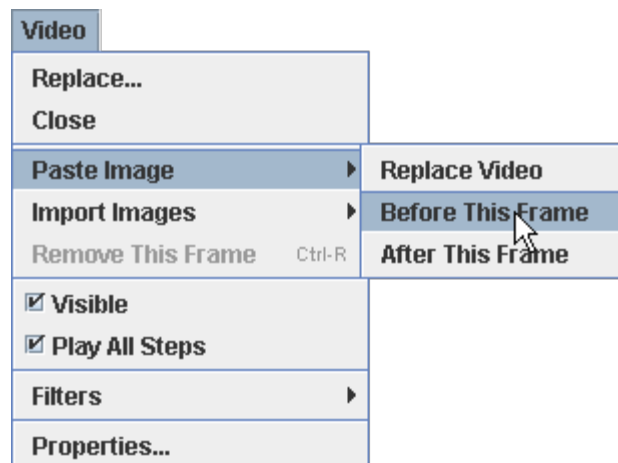 Video
Replace...
Close
Paste Image
Replace Video
Import Images
Before This Frame
Remove This Frame Ctrl-R
After This Frame
Visible
Play All Steps
Filters
Properties...